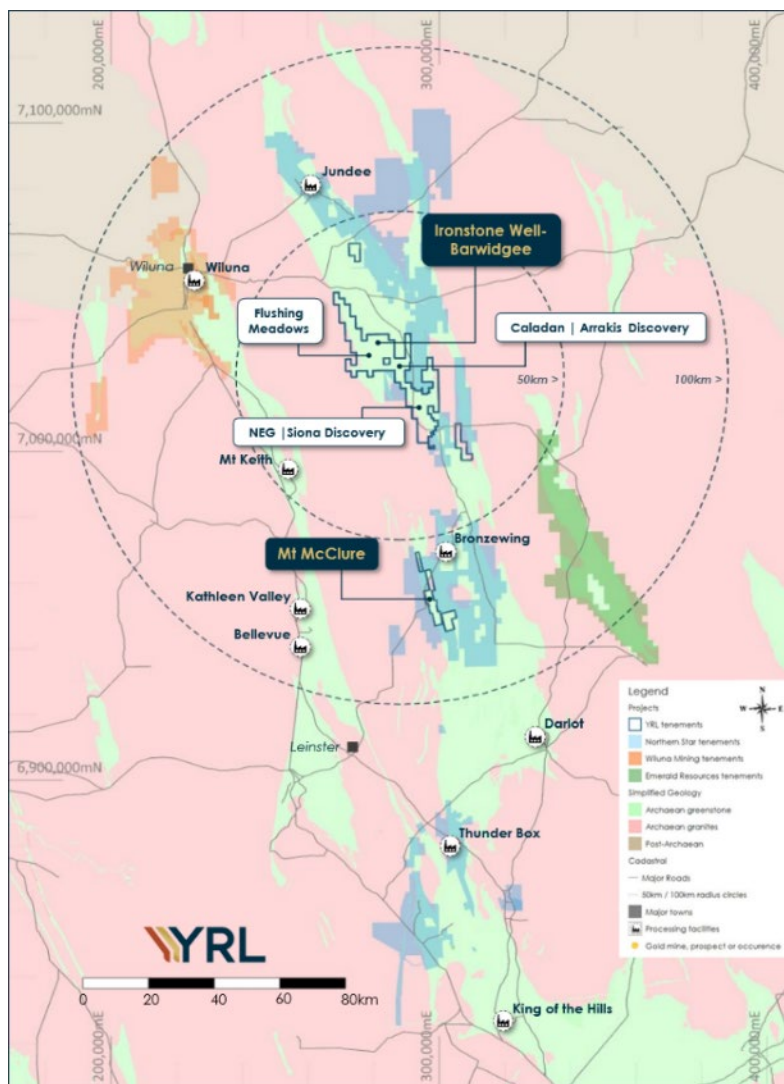 200,000mE
300,000mE
400,000mE
7,100,000mN
Jundee
Ironstone Well-
Barwidgee
Wiluna
Wiluna
Flushing
Meadows
Caladan | Arrakis Discovery
50km >
100km >
NEG |Siona Discovery
7,000,000mN
Mt Keith
Bronzewing
Mt McClure
Kathleen Valley
Bellevue
Legend
N
W
E
S
Projects
YRL tenements
Northern Star tenements
Wiluna Mining tenements
Emerald Resources tenements
Simplified Geology
Archaean greenstone
Archaean granites
Post-Archaean
Cadastral
Major Roads
50km / 100km radius circles
Major towns
Processing facilities
Gold mine, prospect or occurence
Darlot
Leinster
6,900,000mN
Thunder Box
YRL
0 20 40 60 80km
King of the Hills
200,000mE
300,000mE
400,000mE